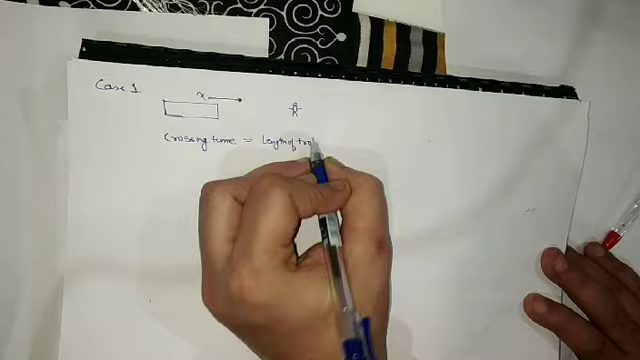 Case 1
x
Crossing time = Length of tra